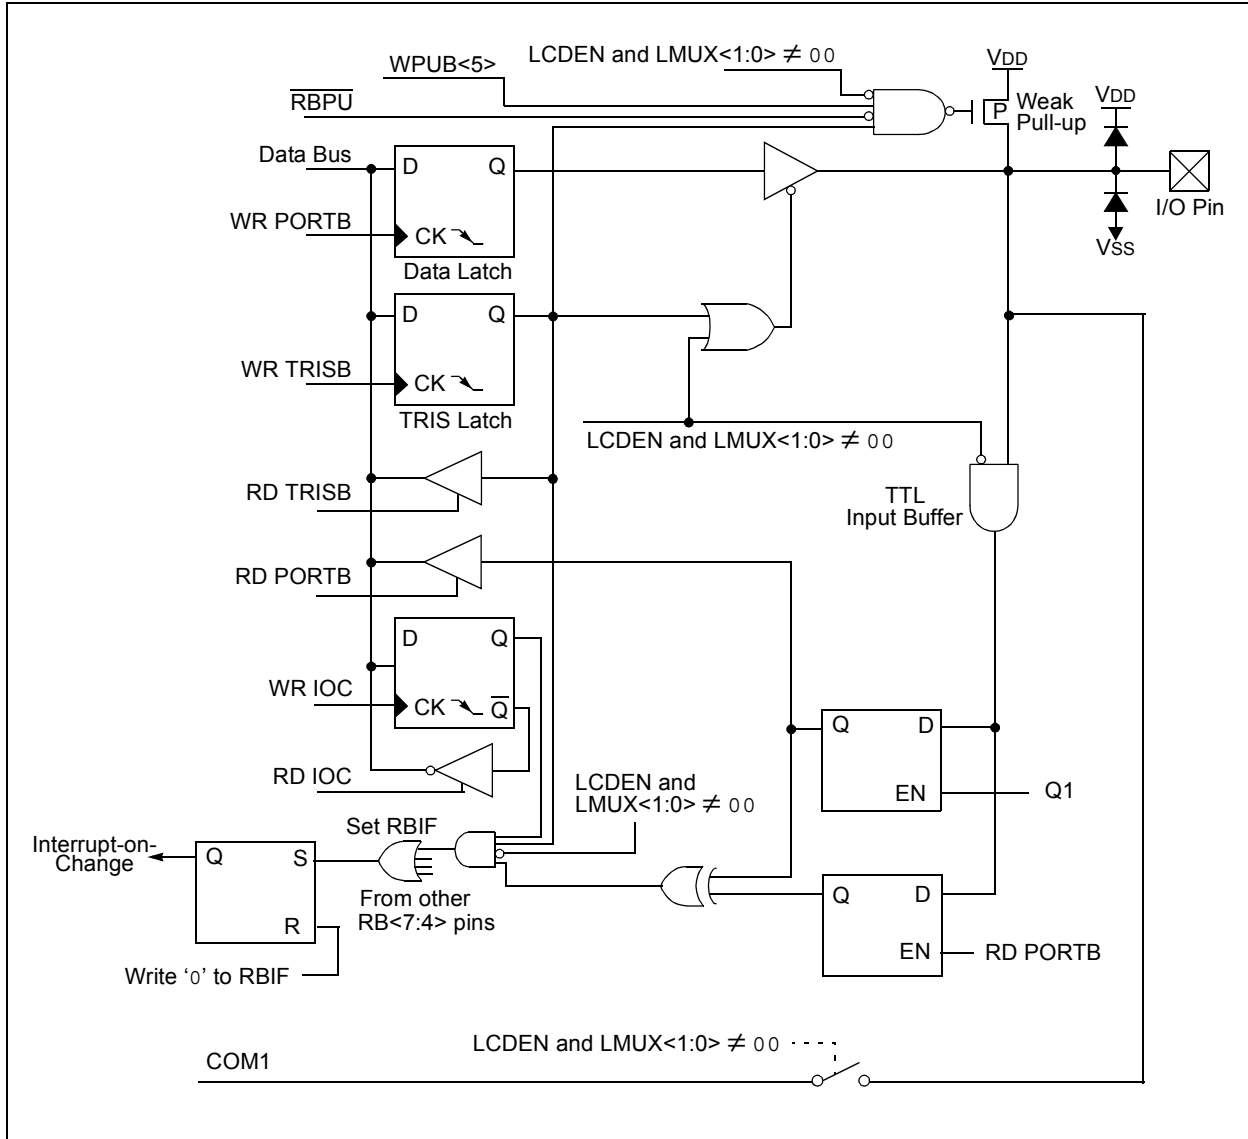 LCDEN and LMUX<1:0> ≠ 00
WPUB<5>
RBPU
VDD
P
Weak
Pull-up
VDD
Data Bus
D
Q
WR PORTB
CK
Data Latch
I/O Pin
VSS
D
Q
WR TRISB
CK
TRIS Latch
LCDEN and LMUX<1:0> ≠ 00
RD TRISB
TTL
Input Buffer
RD PORTB
D
Q
WR IOC
CK
Q
RD IOC
Q
D
EN
Q1
LCDEN and
LMUX<1:0> ≠ 00
Set RBIF
Interrupt-on-
Change
Q
S
R
From other
RB<7:4> pins
Q
D
EN
RD PORTB
Write ‘0’ to RBIF
LCDEN and LMUX<1:0> ≠ 00
COM1